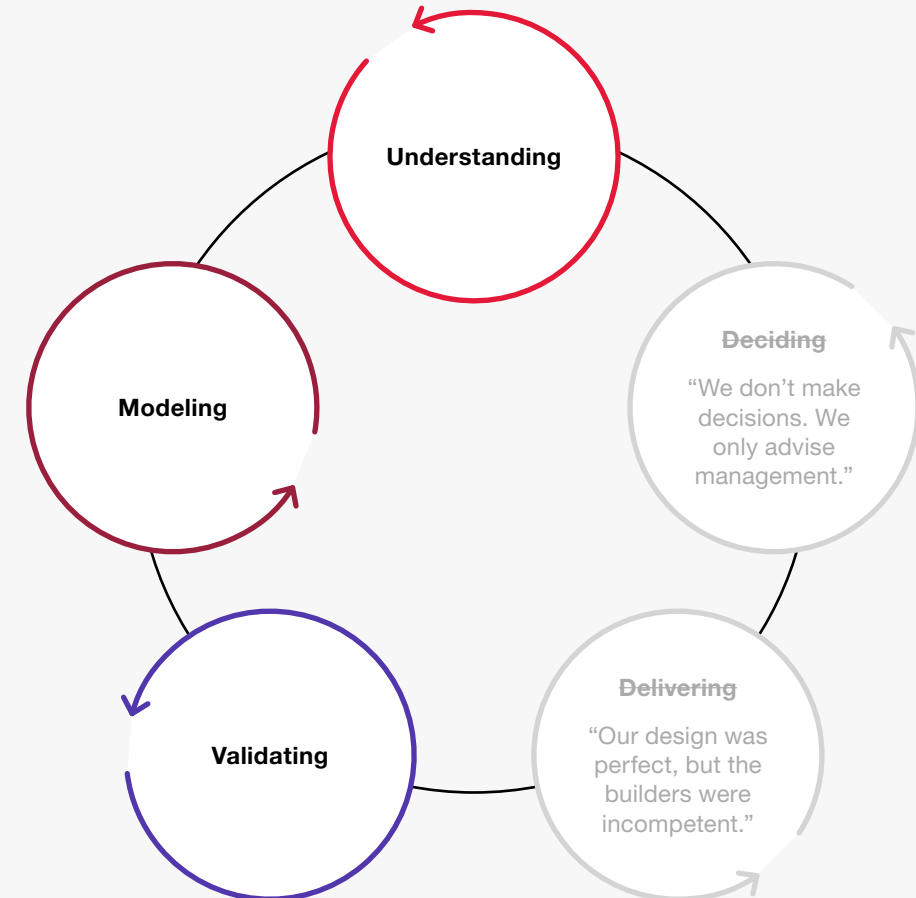 Understanding
Deciding
“We don’t make
decisions. We
only advise
management.”
Modeling
Delivering
“Our design was
perfect, but the
builders were
incompetent.”
Validating